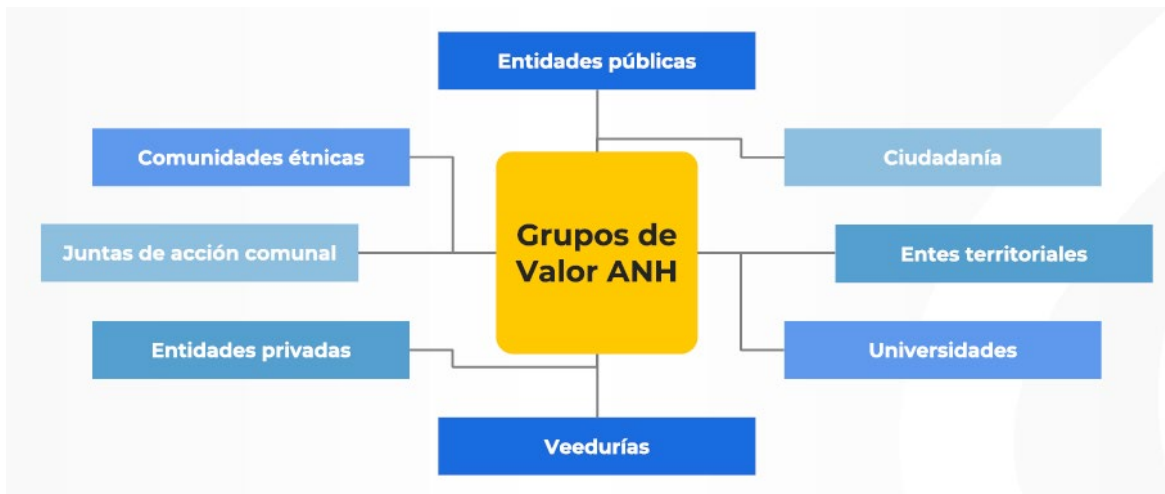 Entidades públicas
Comunidades étnicas
Ciudadanía
Grupos de
Valor ANH
Juntas de acción comunal
Entes territoriales
Entidades privadas
Universidades
Veedurías